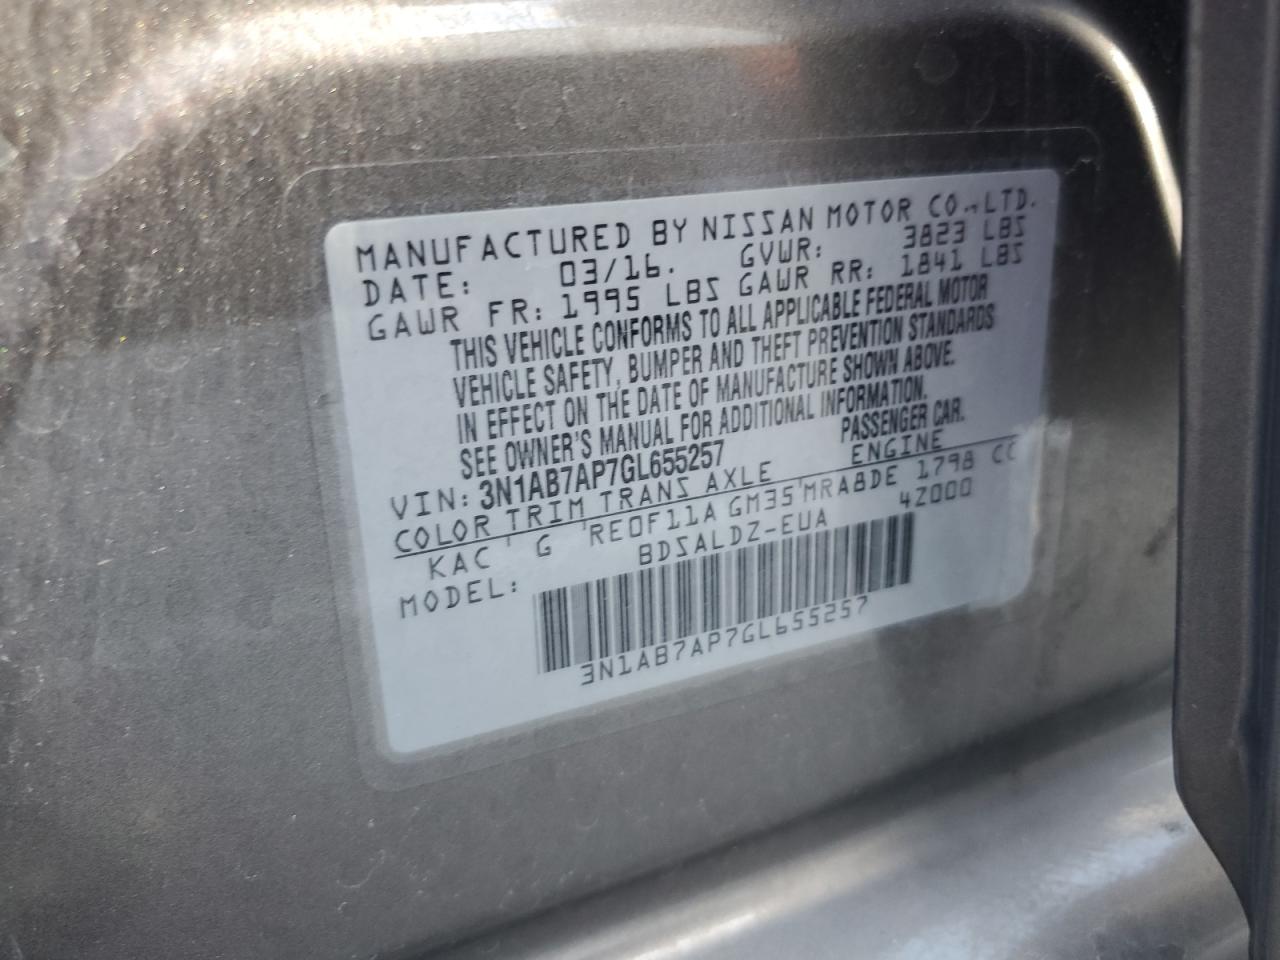 MANUFACTURED BY NISSAN MOTOR CO.,LTD.
DATE: 03/16. GVWR: 3823 LBS
GAWR FR: 1995 LBS GAWR RR: 1841 LBS
THIS VEHICLE CONFORMS TO ALL APPLICABLE FEDERAL MOTOR
VEHICLE SAFETY, BUMPER AND THEFT PREVENTION STANDARDS
IN EFFECT ON THE DATE OF MANUFACTURE SHOWN ABOVE.
SEE OWNER'S MANUAL FOR ADDITIONAL INFORMATION.
VIN: 3N1AB7AP7GL655257 PASSENGER CAR.
COLOR TRIM TRANS AXLE ENGINE
KAC ' G 'RE0F11A GM35'MRA8DE 1798 CC
MODEL: BDSALDZ-EUA 4Z000
3N1AB7AP7GL655257